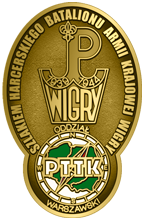 SZLAKIEM HARCERSKIEGO BATALIONU ARMII KRAJOWEJ WIGRY
P
WIGRY
ODDZIAŁ
PTTK
WARSZAWSKI